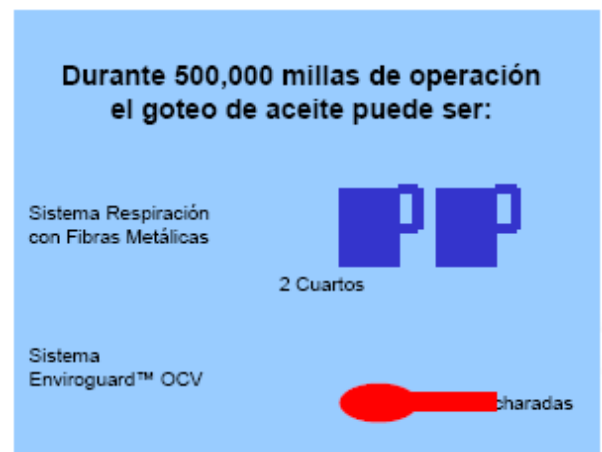 Durante 500,000 millas de operación
el goteo de aceite puede ser:
Sistema Respiración
con Fibras Metálicas
2 Cuartos
Sistema
Enviroguard™ OCV
charadas